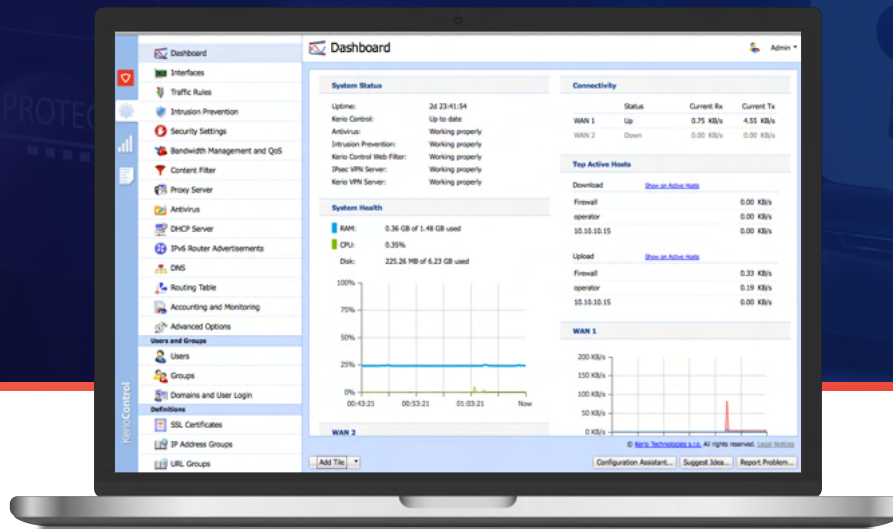 PROTEC
Dashboard
Interfaces
Traffic Rules
Intrusion Prevention
Security Settings
Bandwidth Management and QoS
Content Filter
Proxy Server
Antivirus
DHCP Server
IPv6 Router Advertisements
DNS
Routing Table
Accounting and Monitoring
Advanced Options
Users and Groups
Users
Groups
Domains and User Login
Definitions
SSL Certificates
IP Address Groups
URL Groups
KerioControl
Dashboard
Admin
System Status
Uptime: 2d 23:41:54
Kerio Control: Up to date
Antivirus: Working properly
Intrusion Prevention: Working properly
Kerio Control Web Filter: Working properly
IPsec VPN Server: Working properly
Kerio VPN Server: Working properly
System Health
RAM: 0.36 GB of 1.48 GB used
CPU: 0.35%
Disk: 225.26 MB of 6.23 GB used
100%
75%
50%
25%
0%
00:43:21 00:53:21 01:03:21 Now
WAN 2
Connectivity
Status Current Rx Current Tx
WAN 1 Up 0.75 KB/s 4.55 KB/s
WAN 2 Down 0.00 KB/s 0.00 KB/s
Top Active Hosts
Download Show on Active Hosts
Firewall 0.00 KB/s
operator 0.00 KB/s
10.10.10.15 0.00 KB/s
Upload Show on Active Hosts
Firewall 0.33 KB/s
operator 0.19 KB/s
10.10.10.15 0.00 KB/s
WAN 1
200 KB/s
150 KB/s
100 KB/s
50 KB/s
0 KB/s
© Kerio Technologies s.r.o. All rights reserved. Legal Notices
Add Tile Configuration Assistant... Suggest Idea... Report Problem...